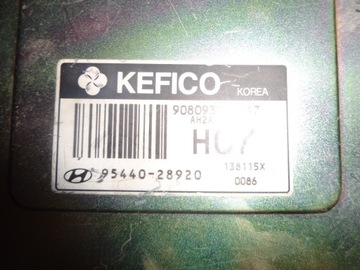 KEFICO KOREA
908093
AH2A
HC7
138115X
95440-28920
0086